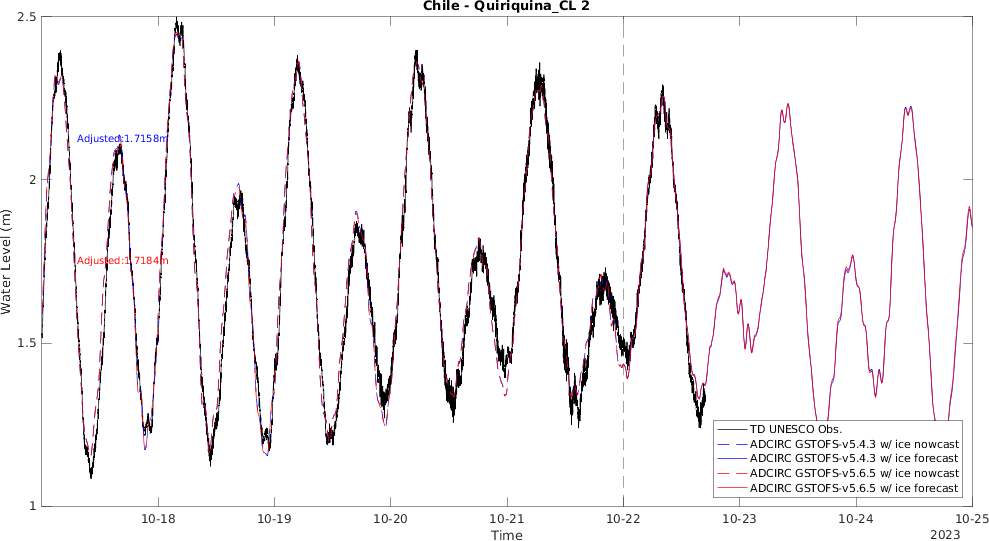 Chile - Quiriquina_CL 2
2.5
2
1.5
1
Water Level (m)
Adjusted:1.7158m
Adjusted:1.7184m
TD UNESCO Obs.
ADCIRC GSTOFS-v5.4.3 w/ ice nowcast
ADCIRC GSTOFS-v5.4.3 w/ ice forecast
ADCIRC GSTOFS-v5.6.5 w/ ice nowcast
ADCIRC GSTOFS-v5.6.5 w/ ice forecast
10-18 10-19 10-20 10-21 10-22 10-23 10-24 10-25
Time
2023